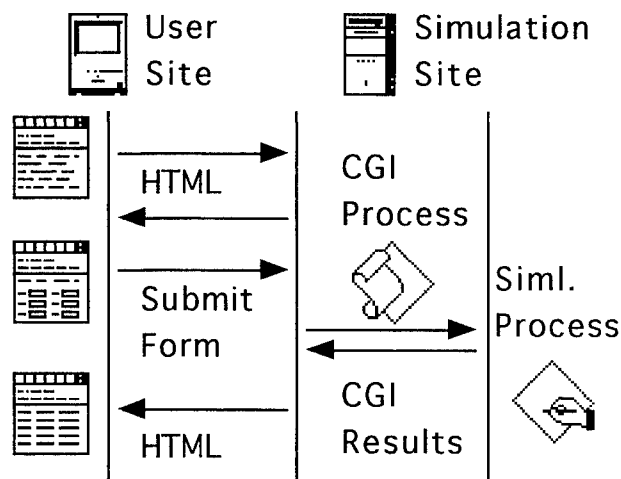 User
Site
Simulation
Site
HTML
CGI
Process
Submit
Form
Siml.
Process
HTML
CGI
Results